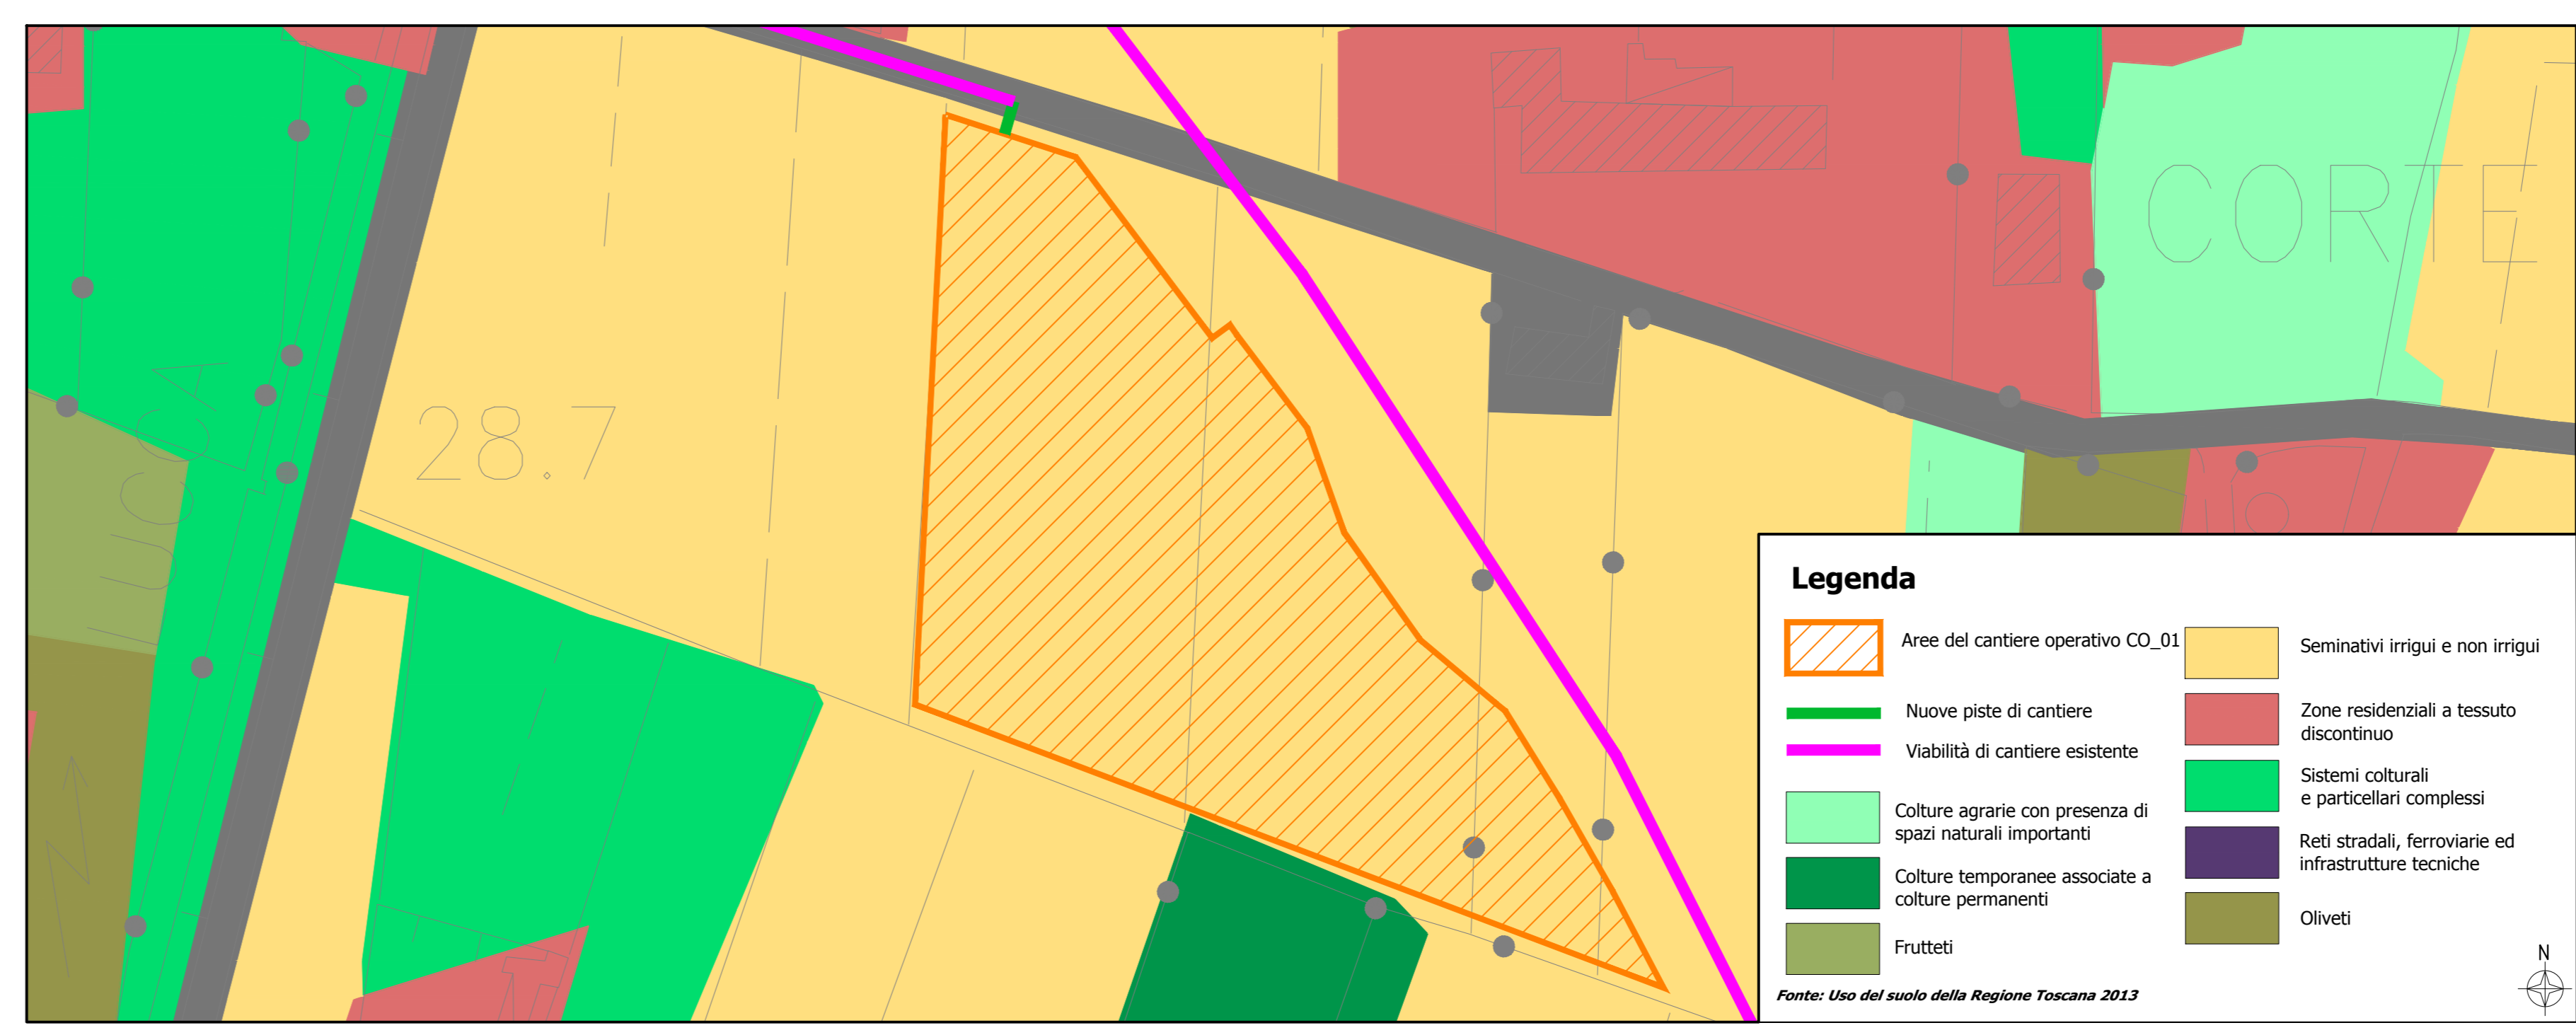 CORTE
28.7
Legenda
Aree del cantiere operativo CO_01
Nuove piste di cantiere
Viabilità di cantiere esistente
Colture agrarie con presenza di
spazi naturali importanti
Colture temporanee associate a
colture permanenti
Frutteti
Seminativi irrigui e non irrigui
Zone residenziali a tessuto
discontinuo
Sistemi colturali
e particellari complessi
Reti stradali, ferroviarie ed
infrastrutture tecniche
Oliveti
N
Fonte: Uso del suolo della Regione Toscana 2013